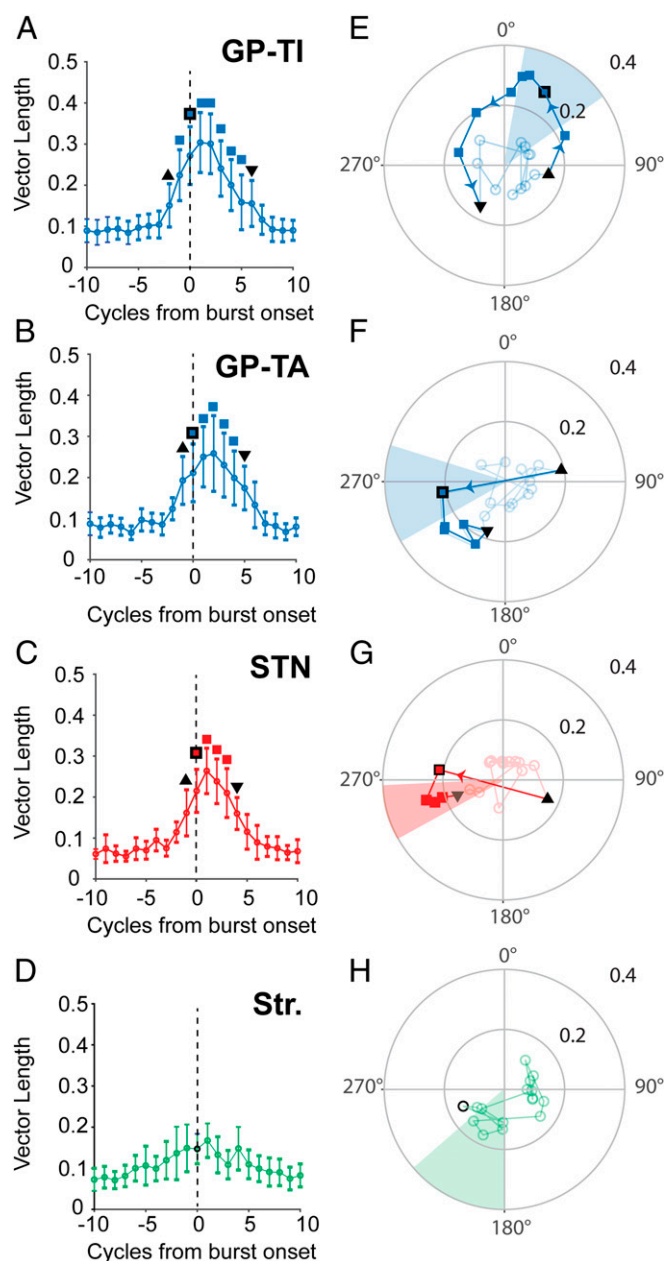 A
GP-TI
0.5
0.4
0.3
0.2
0.1
0
Vector Length
-10 -5 0 5 10
Cycles from burst onset
E
0°
0.4
0.2
270°
90°
180°
B
GP-TA
0.5
0.4
0.3
0.2
0.1
0
Vector Length
-10 -5 0 5 10
Cycles from burst onset
F
0°
0.4
0.2
270°
90°
180°
C
STN
0.5
0.4
0.3
0.2
0.1
0
Vector Length
-10 -5 0 5 10
Cycles from burst onset
G
0°
0.4
0.2
270°
90°
180°
D
Str.
0.5
0.4
0.3
0.2
0.1
0
Vector Length
-10 -5 0 5 10
Cycles from burst onset
H
0°
0.4
0.2
270°
90°
180°